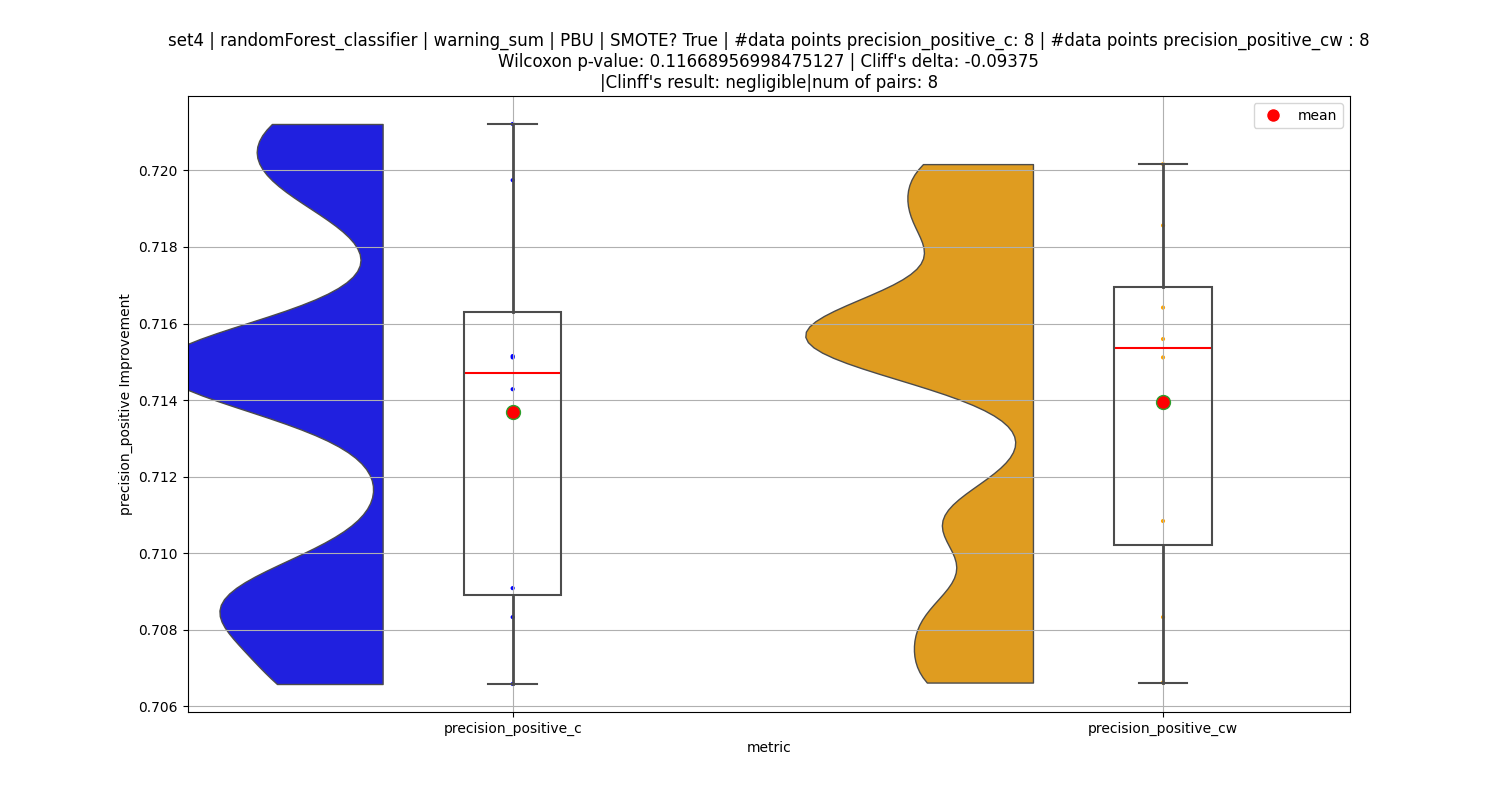 set4 | randomForest_classifier | warning_sum | PBU | SMOTE? True | #data points precision_positive_c: 8 | #data points precision_positive_cw : 8
Wilcoxon p-value: 0.11668956998475127 | Cliff's delta: -0.09375
|Clinff's result: negligible|num of pairs: 8
mean
0.720
0.718
0.716
0.714
0.712
0.710
0.708
0.706
precision_positive Improvement
precision_positive_c
precision_positive_cw
metric